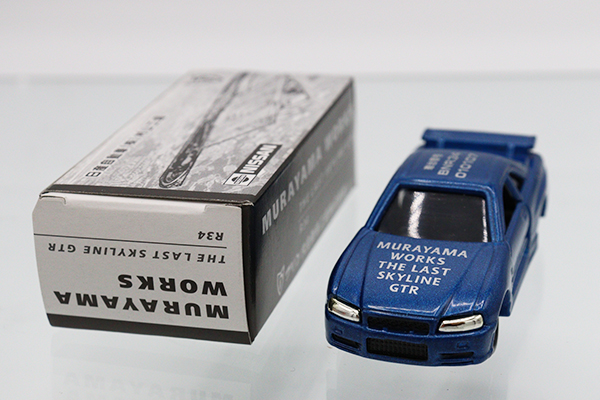 NISSAN
MURAYAMA WORKS
MURAYAMA
WORKS
THE LAST SKYLINE GTR
R34
MURAYAMA
WORKS
THE LAST
SKYLINE
GTR